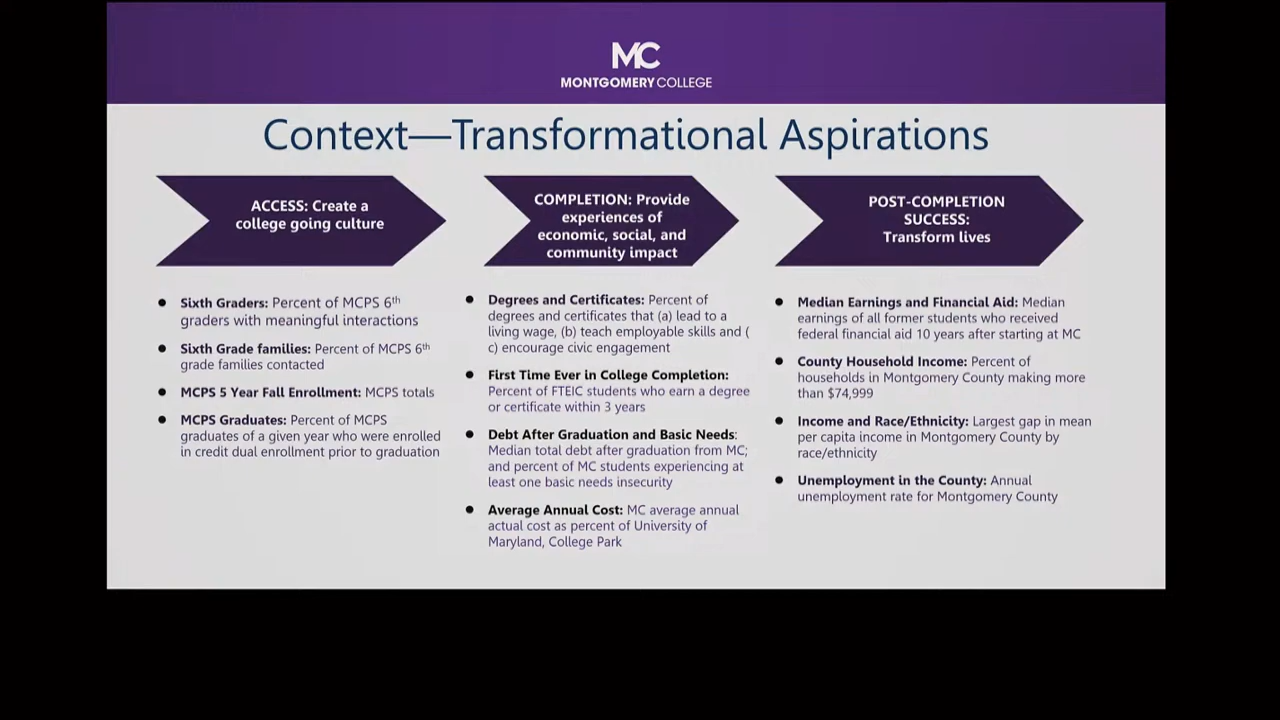 MC
MONTGOMERY COLLEGE
Context—Transformational Aspirations
ACCESS: Create a
college going culture
Sixth Graders: Percent of MCPS 6th
graders with meaningful interactions
Sixth Grade families: Percent of MCPS 6th
grade families contacted
MCPS 5 Year Fall Enrollment: MCPS totals
MCPS Graduates: Percent of MCPS
graduates of a given year who were enrolled
in credit dual enrollment prior to graduation
COMPLETION: Provide
experiences of
economic, social, and
community impact
Degrees and Certificates: Percent of
degrees and certificates that (a) lead to a
living wage, (b) teach employable skills and (
c) encourage civic engagement
First Time Ever in College Completion:
Percent of FTEIC students who earn a degree
or certificate within 3 years
Debt After Graduation and Basic Needs:
Median total debt after graduation from MC;
and percent of MC students experiencing at
least one basic needs insecurity
Average Annual Cost: MC average annual
actual cost as percent of University of
Maryland, College Park
POST-COMPLETION
SUCCESS:
Transform lives
Median Earnings and Financial Aid: Median
earnings of all former students who received
federal financial aid 10 years after starting at MC
County Household Income: Percent of
households in Montgomery County making more
than $74,999
Income and Race/Ethnicity: Largest gap in mean
per capita income in Montgomery County by
race/ethnicity
Unemployment in the County: Annual
unemployment rate for Montgomery County